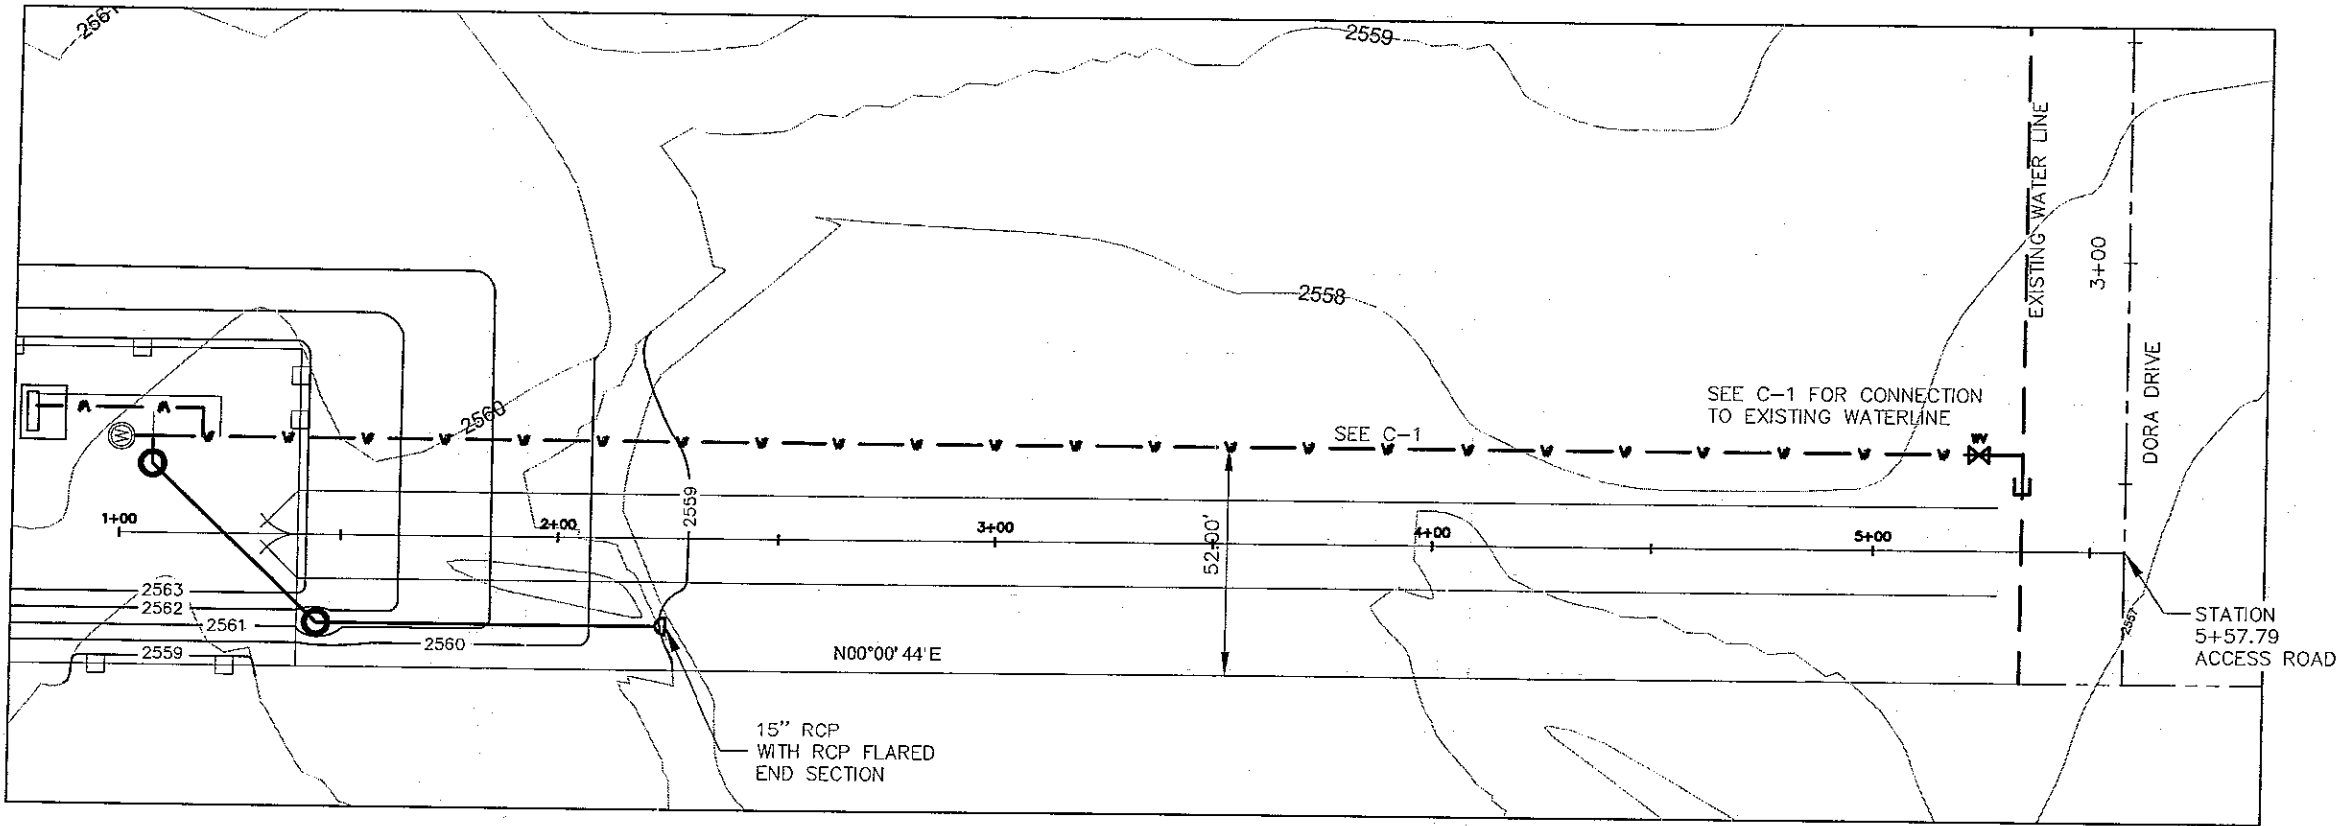 2561
2559
EXISTING WATER LINE
3+00
2558
DORA DRIVE
SEE C-1 FOR CONNECTION
TO EXISTING WATERLINE
2560
W
SEE C-1
WV
2559
1+00
2+00
3+00
4+00
5+00
52.00'
2563
2562
2561
2560
2559
N00°00'44'E
2557
STATION
5+57.79
ACCESS ROAD
15" RCP
WITH RCP FLARED
END SECTION